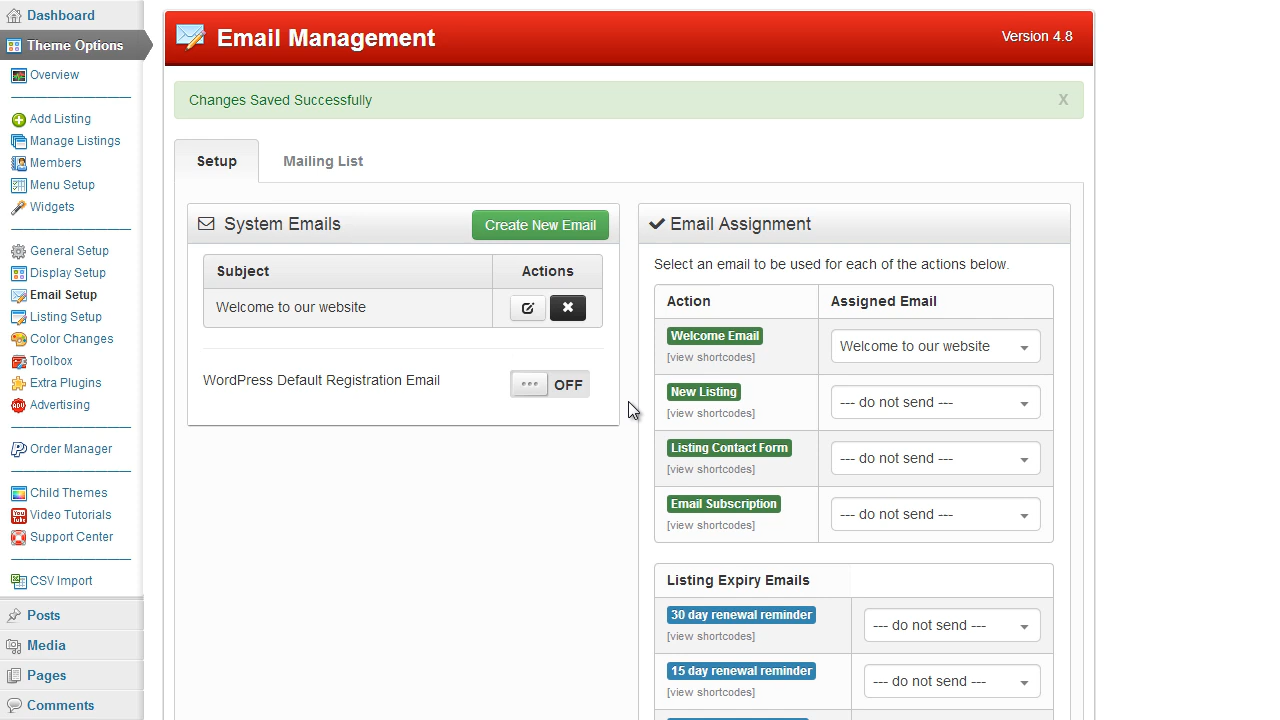 Dashboard
Theme Options
Overview
Add Listing
Manage Listings
Members
Menu Setup
Widgets
General Setup
Display Setup
Email Setup
Listing Setup
Color Changes
Toolbox
Extra Plugins
Advertising
Order Manager
Child Themes
Video Tutorials
Support Center
CSV Import
Posts
Media
Pages
Comments
Email Management
Version 4.8
Changes Saved Successfully
X
Setup
Mailing List
System Emails
Create New Email
Subject
Actions
Welcome to our website
WordPress Default Registration Email
OFF
Email Assignment
Select an email to be used for each of the actions below.
Action
Assigned Email
Welcome Email
[view shortcodes]
Welcome to our website
New Listing
[view shortcodes]
--- do not send ---
Listing Contact Form
[view shortcodes]
--- do not send ---
Email Subscription
[view shortcodes]
--- do not send ---
Listing Expiry Emails
30 day renewal reminder
[view shortcodes]
--- do not send ---
15 day renewal reminder
[view shortcodes]
--- do not send ---